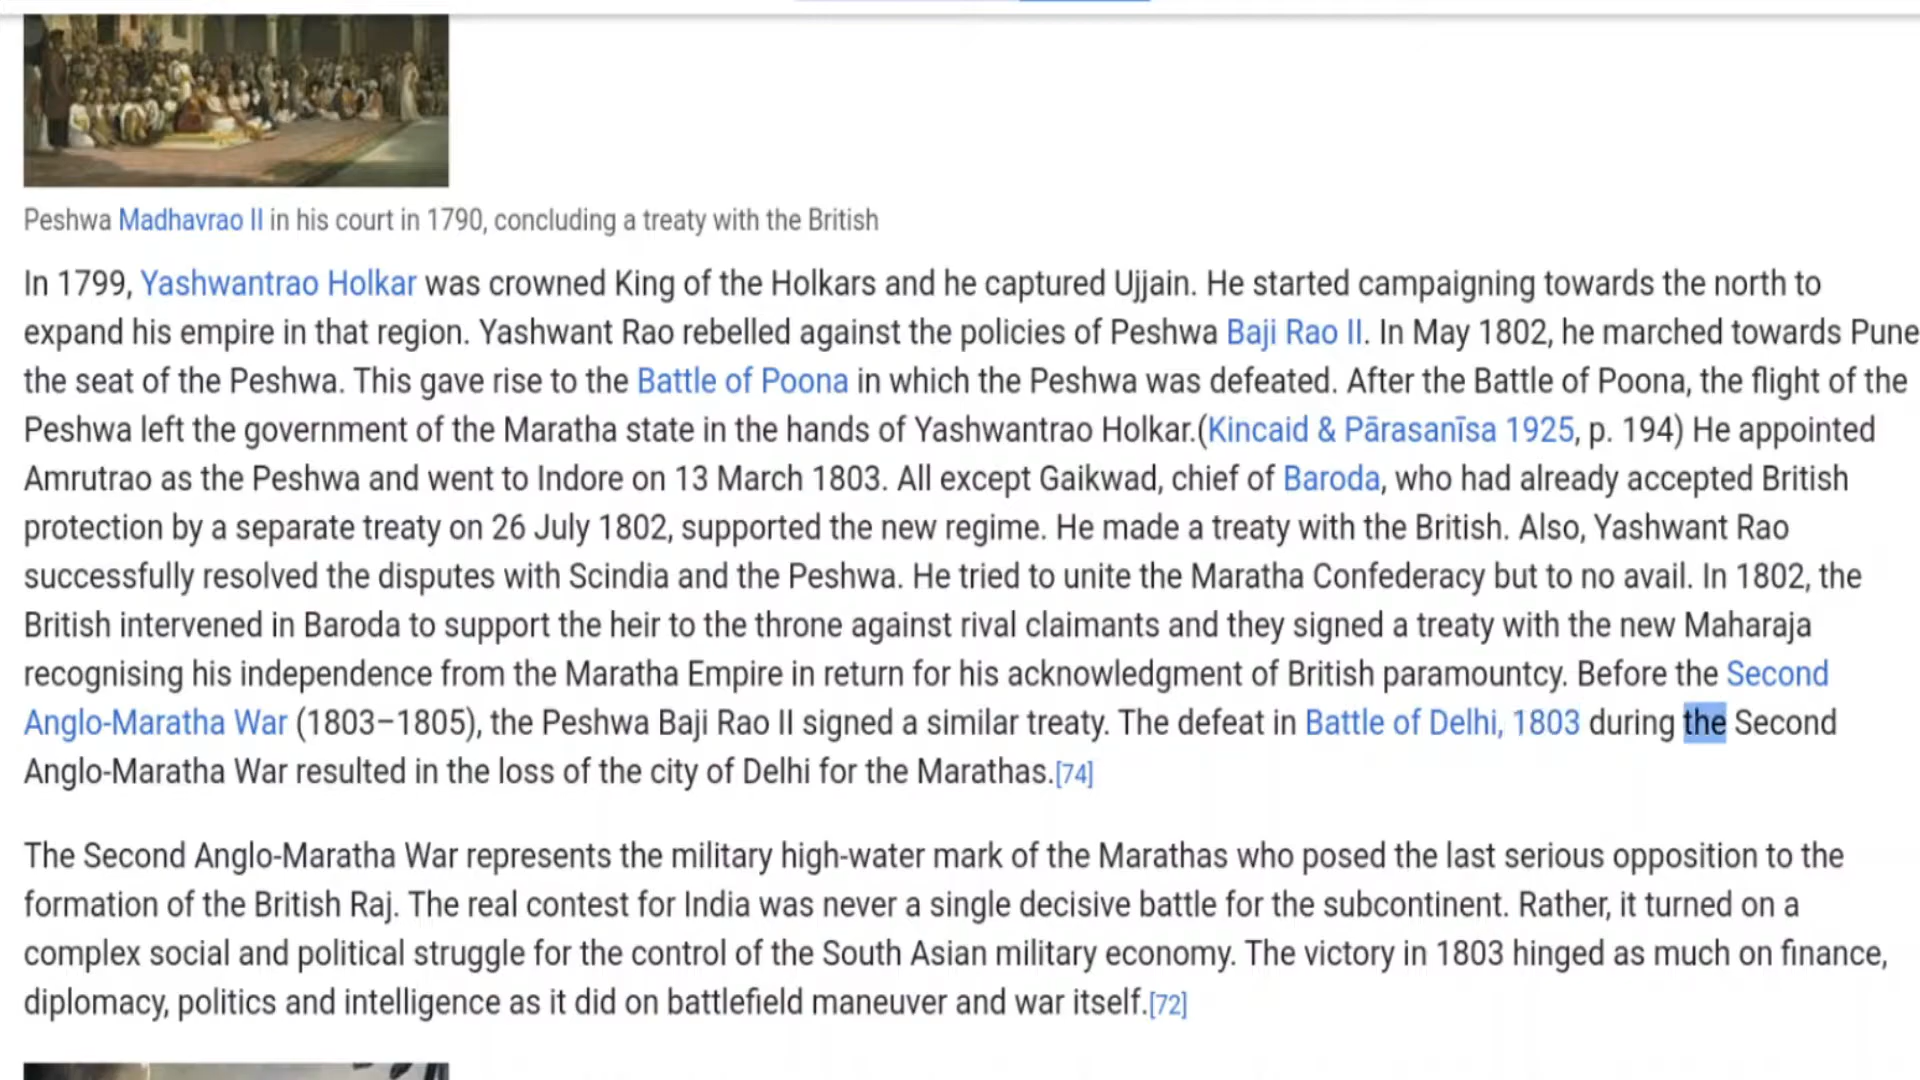 Peshwa Madhavrao II in his court in 1790, concluding a treaty with the British
In 1799, Yashwantrao Holkar was crowned King of the Holkars and he captured Ujjain. He started campaigning towards the north to
expand his empire in that region. Yashwant Rao rebelled against the policies of Peshwa Baji Rao II. In May 1802, he marched towards Pune
the seat of the Peshwa. This gave rise to the Battle of Poona in which the Peshwa was defeated. After the Battle of Poona, the flight of the
Peshwa left the government of the Maratha state in the hands of Yashwantrao Holkar.(Kincaid & Pārasanīsa 1925, p. 194) He appointed
Amrutrao as the Peshwa and went to Indore on 13 March 1803. All except Gaikwad, chief of Baroda, who had already accepted British
protection by a separate treaty on 26 July 1802, supported the new regime. He made a treaty with the British. Also, Yashwant Rao
successfully resolved the disputes with Scindia and the Peshwa. He tried to unite the Maratha Confederacy but to no avail. In 1802, the
British intervened in Baroda to support the heir to the throne against rival claimants and they signed a treaty with the new Maharaja
recognising his independence from the Maratha Empire in return for his acknowledgment of British paramountcy. Before the Second
Anglo-Maratha War (1803–1805), the Peshwa Baji Rao II signed a similar treaty. The defeat in Battle of Delhi, 1803 during the Second
Anglo-Maratha War resulted in the loss of the city of Delhi for the Marathas.[74]
The Second Anglo-Maratha War represents the military high-water mark of the Marathas who posed the last serious opposition to the
formation of the British Raj. The real contest for India was never a single decisive battle for the subcontinent. Rather, it turned on a
complex social and political struggle for the control of the South Asian military economy. The victory in 1803 hinged as much on finance,
diplomacy, politics and intelligence as it did on battlefield maneuver and war itself.[72]